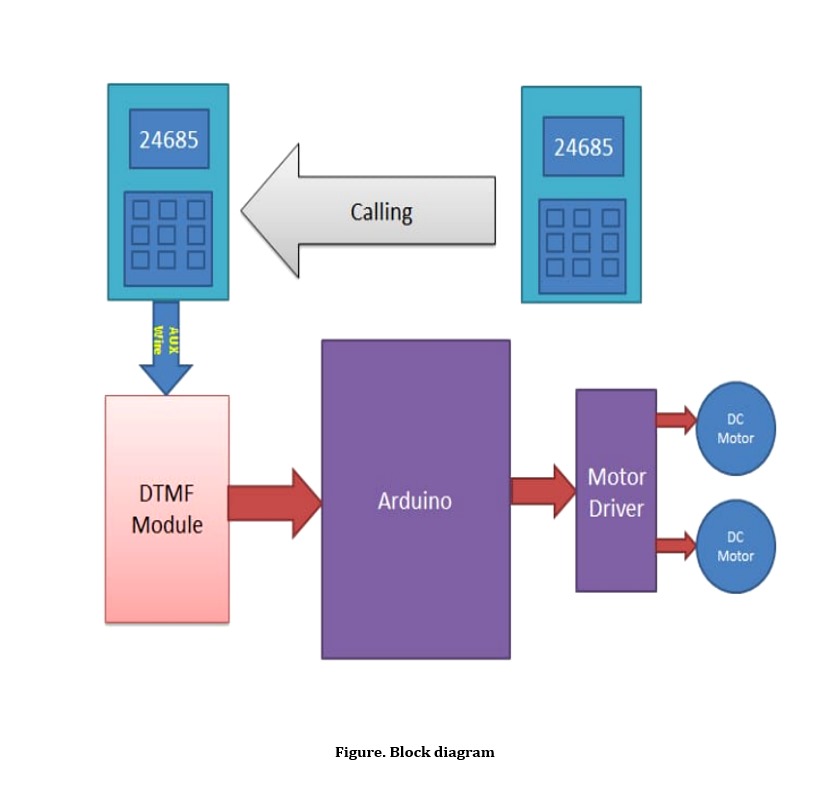 24685
24685
Calling
AUX
Wire
DTMF
Module
Arduino
Motor
Driver
DC
Motor
DC
Motor
Figure. Block diagram